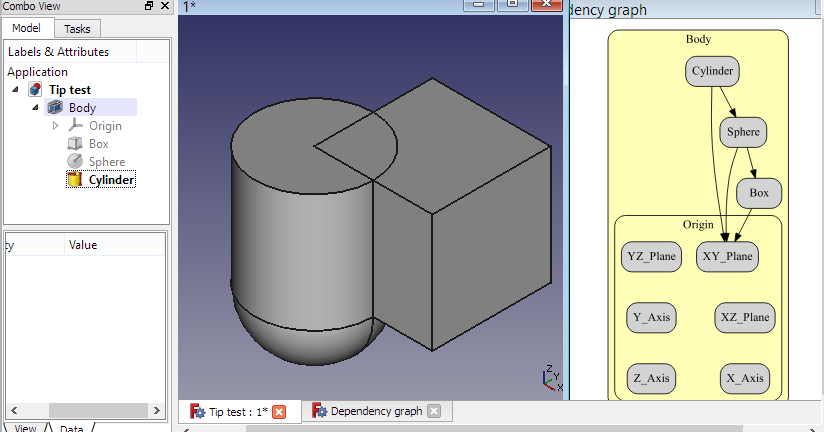 Combo View
Model Tasks
Labels & Attributes
Application
Tip test
Body
Origin
Box
Sphere
Cylinder
Value
View Data
1*
Z
Y
X
Tip test : 1*
Dependency graph
dency graph
Body
Cylinder
Sphere
Box
Origin
YZ_Plane XY_Plane
Y_Axis XZ_Plane
Z_Axis X_Axis